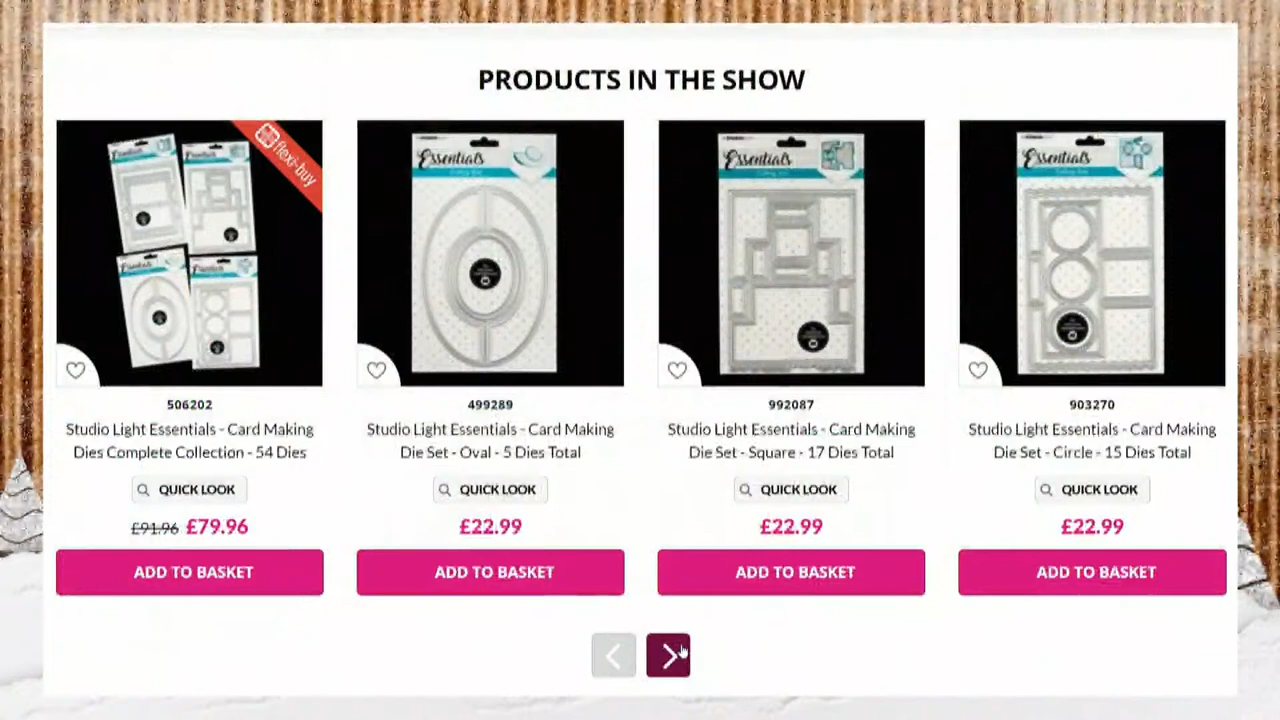 PRODUCTS IN THE SHOW
flexi-buy
Essentials
Essentials
Essentials
Essentials
Essentials
Essentials
506202
499289
992087
903270
Studio Light Essentials - Card Making
Dies Complete Collection - 54 Dies
Studio Light Essentials - Card Making
Die Set - Oval - 5 Dies Total
Studio Light Essentials - Card Making
Die Set - Square - 17 Dies Total
Studio Light Essentials - Card Making
Die Set - Circle - 15 Dies Total
QUICK LOOK
QUICK LOOK
QUICK LOOK
QUICK LOOK
£91.96 £79.96
£22.99
£22.99
£22.99
ADD TO BASKET
ADD TO BASKET
ADD TO BASKET
ADD TO BASKET